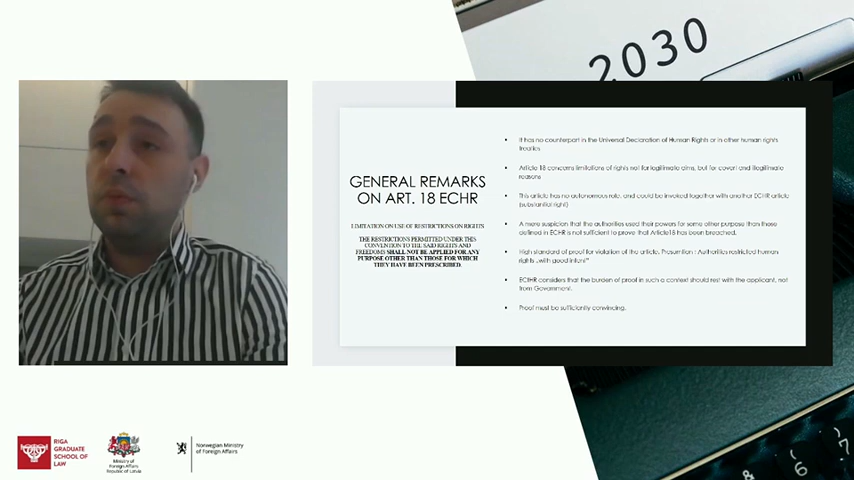 2030
GENERAL REMARKS
ON ART. 18 ECHR
LIMITATION ON USE OF RESTRICTIONS ON RIGHTS
THE RESTRICTIONS PERMITTED UNDER THIS
CONVENTION TO THE SAID RIGHTS AND
FREEDOMS SHALL NOT BE APPLIED FOR ANY
PURPOSE OTHER THAN THOSE FOR WHICH
THEY HAVE BEEN PRESCRIBED.
• It has no counterpart in the Universal Declaration of Human Rights or in other human rights
treaties
• Article 18 concerns limitations of rights not for legitimate aims, but for covert and illegitimate
reasons
• This article has no autonomous role, and could be invoked together with another ECHR article
(substantial right)
• A mere suspicion that the authorities used their powers for some other purpose than those
defined in ECHR is not sufficient to prove that Article18 has been breached.
• High standard of proof for violation of the article. Presumtion : Authorities restricted human
rights „with good intent"
• ECtHR considers that the burden of proof in such a context should rest with the applicant, not
from Government.
• Proof must be sufficiently convincing.
RIGA
GRADUATE
SCHOOL OF
LAW
Ministry of
Foreign Affairs
Republic of Latvia
Norwegian Ministry
of Foreign Affairs
& 6 7